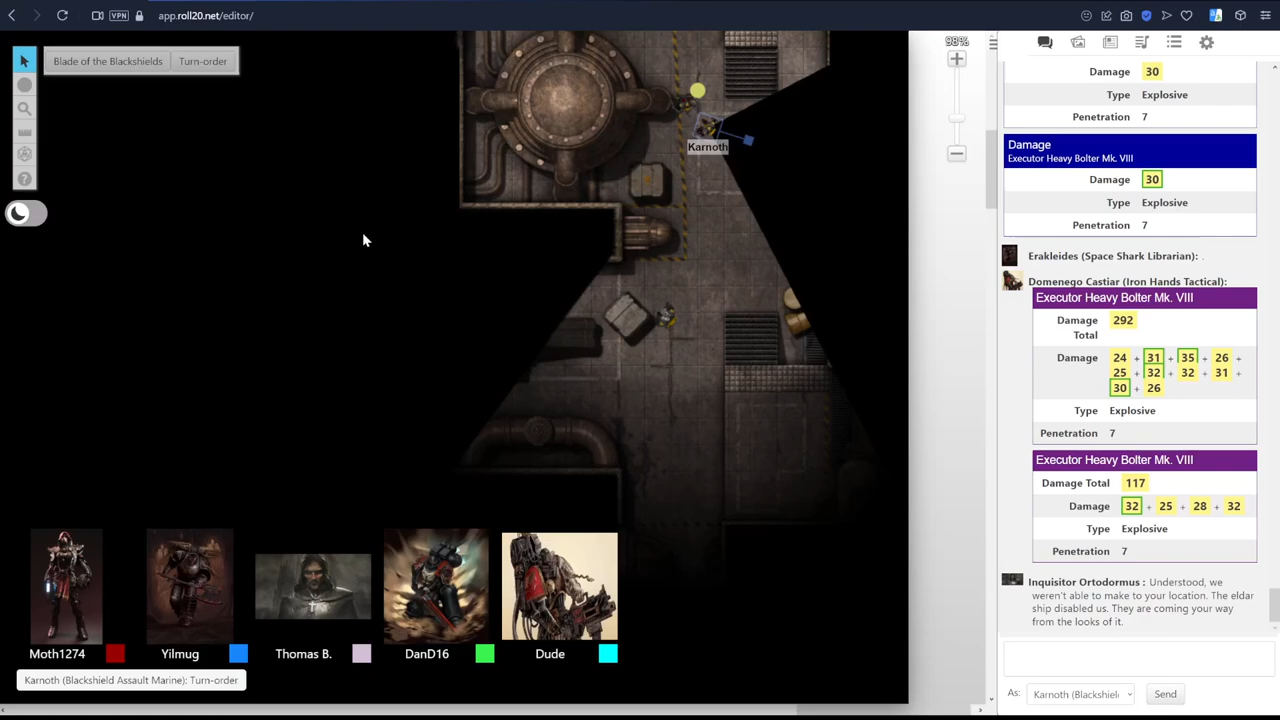 VPN
app.roll20.net/editor/
98%
Blade of the Blackshields
Turn-order
Karnoth
Moth1274
Yilmug
Thomas B.
DanD16
Dude
Karnoth (Blackshield Assault Marine): Turn-order
Damage 30
Type Explosive
Penetration 7
Damage
Executor Heavy Bolter Mk. VIII
Damage 30
Type Explosive
Penetration 7
Erakleides (Space Shark Librarian): .
Domenego Castiar (Iron Hands Tactical):
Executor Heavy Bolter Mk. VIII
Damage 292
Total
Damage 24 + 31 + 35 + 26 +
25 + 32 + 32 + 31 +
30 + 26
Type Explosive
Penetration 7
Executor Heavy Bolter Mk. VIII
Damage Total 117
Damage 32 + 25 + 28 + 32
Type Explosive
Penetration 7
Inquisitor Ortodormus : Understood, we
weren't able to make to your location. The eldar
ship disabled us. They are coming your way
from the looks of it.
As: Karnoth (Blackshiel
Send